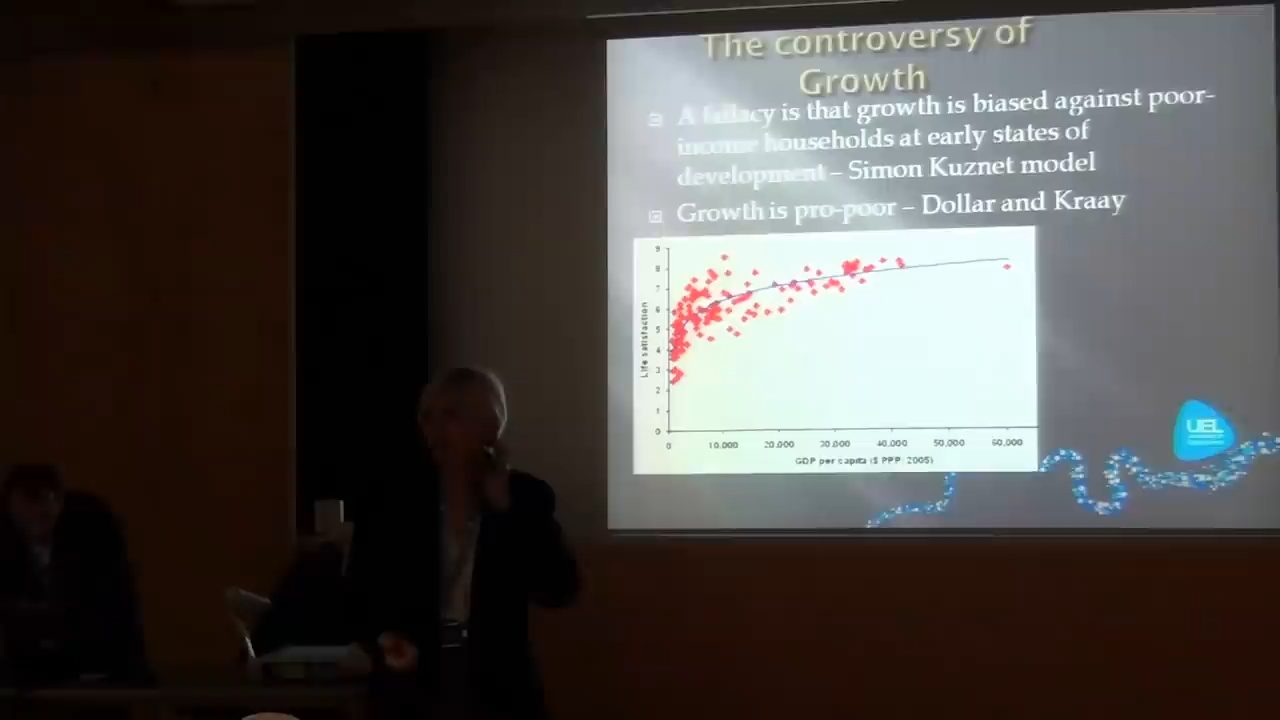 The controversy of
Growth
A fallacy is that growth is biased against poor-
income households at early states of
development – Simon Kuznet model
Growth is pro-poor – Dollar and Kraay
9
8
7
6
5
4
3
2
1
0
Life satisfaction
0 10,000 20,000 30,000 40,000 50,000 60,000
GDP per capita ($ PPP, 2005)
UEL